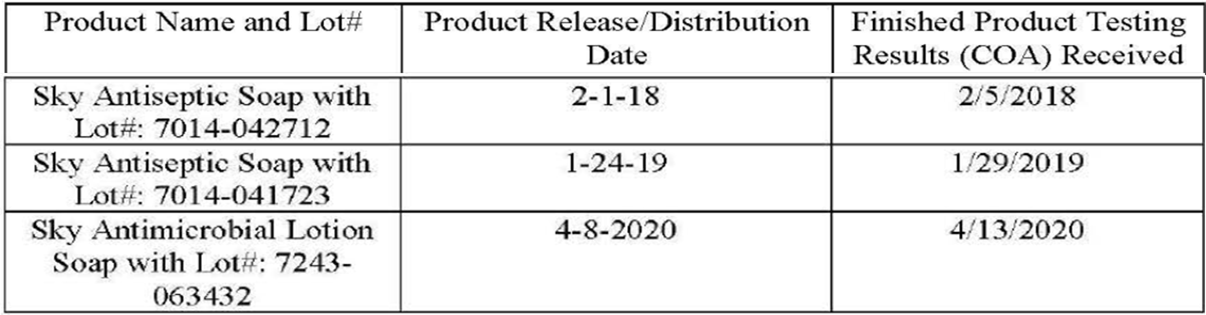 Product Name and Lot#
Product Release/Distribution
Date
Finished Product Testing
Results (COA) Received
Sky Antiseptic Soap with
Lot#: 7014-042712
2-1-18
2/5/2018
Sky Antiseptic Soap with
Lot#: 7014-041723
1-24-19
1/29/2019
Sky Antimicrobial Lotion
Soap with Lot#: 7243-
063432
4-8-2020
4/13/2020